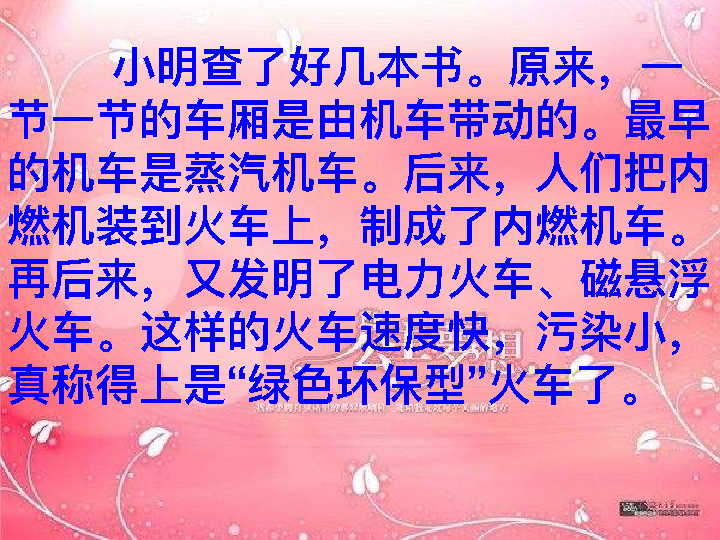 小明查了好几本书。原来，一
节一节的车厢是由机车带动的。最早
的机车是蒸汽机车。后来，人们把内
燃机装到火车上，制成了内燃机车。
再后来，又发明了电力火车、磁悬浮
火车。这样的火车速度快，污染小，
真称得上是“绿色环保型”火车了。